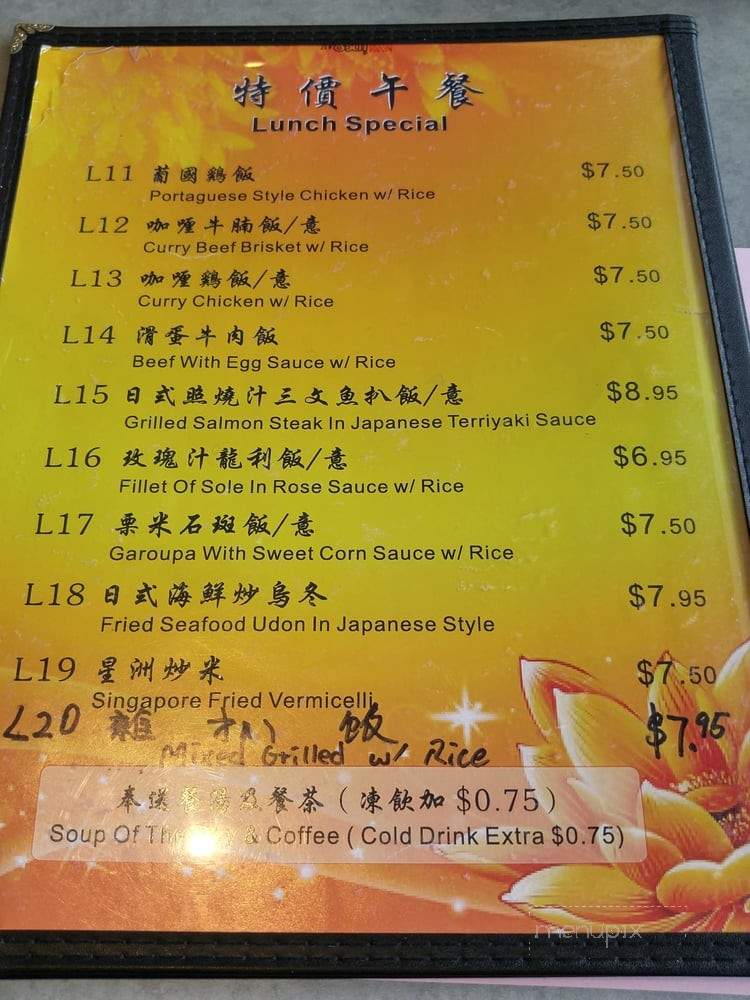 特價午餐
Lunch Special
L11 葡國鷄飯 $7.50
Portaguese Style Chicken w/ Rice
L12 咖喱牛腩飯/意 $7.50
Curry Beef Brisket w/ Rice
L13 咖喱鷄飯/意 $7.50
Curry Chicken w/ Rice
L14 滑蛋牛肉飯 $7.50
Beef With Egg Sauce w/ Rice
L15 日式照燒汁三文魚扒飯/意 $8.95
Grilled Salmon Steak In Japanese Terriyaki Sauce
L16 玫瑰汁龍利飯/意 $6.95
Fillet Of Sole In Rose Sauce w/ Rice
L17 栗米石斑飯/意 $7.50
Garoupa With Sweet Corn Sauce w/ Rice
L18 日式海鮮炒烏冬 $7.95
Fried Seafood Udon In Japanese Style
L19 星洲炒米 $7.50
Singapore Fried Vermicelli
L20 雜扒飯 $7.95
Mixed Grilled w/ Rice
奉送餐湯及餐茶 ( 凍飲加 $0.75 )
Soup Of The Day & Coffee ( Cold Drink Extra $0.75)
menupix